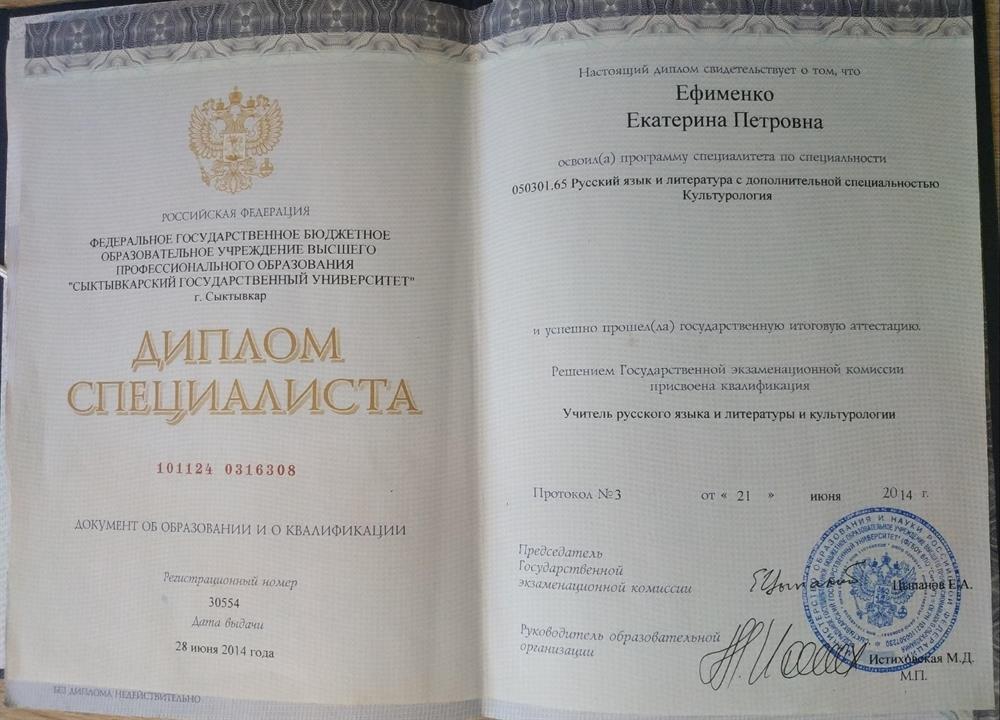 РОССИЙСКАЯ ФЕДЕРАЦИЯ
ФЕДЕРАЛЬНОЕ ГОСУДАРСТВЕННОЕ БЮДЖЕТНОЕ
ОБРАЗОВАТЕЛЬНОЕ УЧРЕЖДЕНИЕ ВЫСШЕГО
ПРОФЕССИОНАЛЬНОГО ОБРАЗОВАНИЯ
"СЫКТЫВКАРСКИЙ ГОСУДАРСТВЕННЫЙ УНИВЕРСИТЕТ"
г. Сыктывкар
ДИПЛОМ
СПЕЦИАЛИСТА
101124 0316308
ДОКУМЕНТ ОБ ОБРАЗОВАНИИ И О КВАЛИФИКАЦИИ
Регистрационный номер
30554
Дата выдачи
28 июня 2014 года
БЕЗ ДИПЛОМА НЕДЕЙСТВИТЕЛЬНО
Настоящий диплом свидетельствует о том, что
Ефименко
Екатерина Петровна
освоил(а) программу специалитета по специальности
050301.65 Русский язык и литература с дополнительной специальностью
Культурология
и успешно прошел(ла) государственную итоговую аттестацию.
Решением Государственной экзаменационной комиссии
присвоена квалификация
Учитель русского языка и литературы и культурологии
Протокол № 3 от « 21 » июня 2014 г.
Председатель
Государственной
экзаменационной комиссии
Цыпанов Е.А.
Руководитель образовательной
организации
Истиховская М.Д.
М.П.